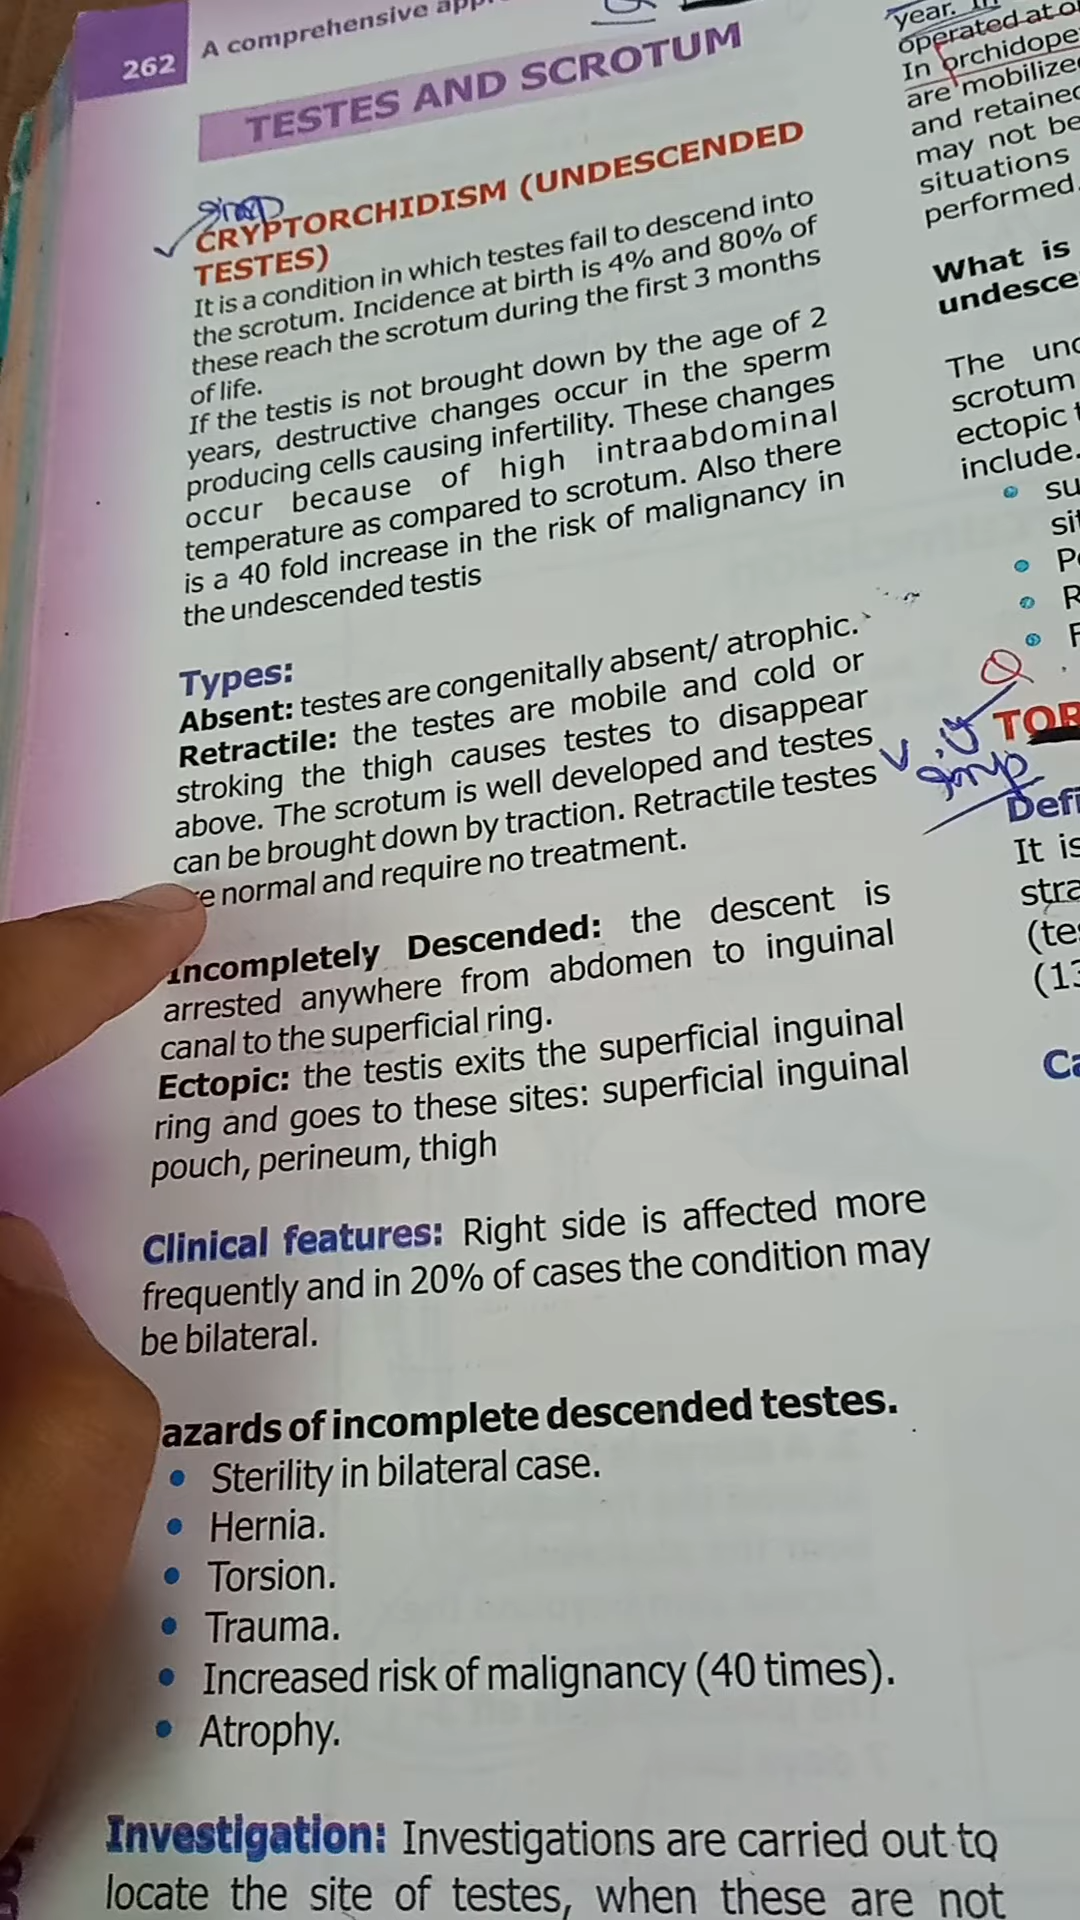 262
A comprehensive
TESTES AND SCROTUM
CRYPTORCHIDISM (UNDESCENDED
TESTES)
It is a condition in which testes fail to descend into
the scrotum. Incidence at birth is 4% and 80% of
these reach the scrotum during the first 3 months
of life.
If the testis is not brought down by the age of 2
years, destructive changes occur in the sperm
producing cells causing infertility. These changes
occur because of high intraabdominal
temperature as compared to scrotum. Also there
is a 40 fold increase in the risk of malignancy in
the undescended testis
Types:
Absent: testes are congenitally absent/ atrophic.
Retractile: the testes are mobile and cold or
stroking the thigh causes testes to disappear
above. The scrotum is well developed and testes
can be brought down by traction. Retractile testes
normal and require no treatment.
Incompletely Descended: the descent is
arrested anywhere from abdomen to inguinal
canal to the superficial ring.
Ectopic: the testis exits the superficial inguinal
ring and goes to these sites: superficial inguinal
pouch, perineum, thigh
Clinical features: Right side is affected more
frequently and in 20% of cases the condition may
be bilateral.
azards of incomplete descended testes.
• Sterility in bilateral case.
• Hernia.
• Torsion.
• Trauma.
• Increased risk of malignancy (40 times).
• Atrophy.
Investigation: Investigations are carried out to
locate the site of testes, when these are not
year.
operated at
In orchidope
are mobilize
and retained
may not be
situations
performed.
What is
undesce
The
scrotum
ectopic
include.
imp
TOR
Defi
It is
stra
(te
(13
Ca